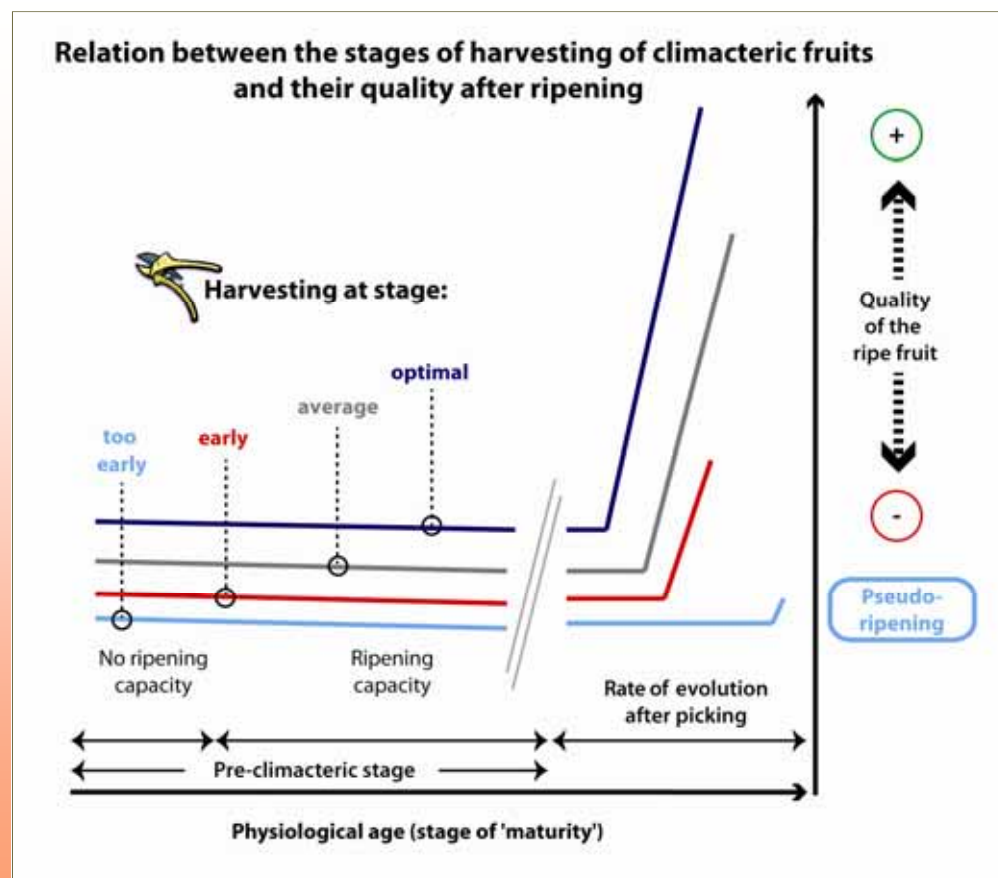 Relation between the stages of harvesting of climacteric fruits
and their quality after ripening
+
Harvesting at stage:
Quality
of the
ripe fruit
optimal
average
too
early
early
-
Pseudo-
ripening
No ripening
capacity
Ripening
capacity
Rate of evolution
after picking
Pre-climacteric stage
Physiological age (stage of 'maturity')